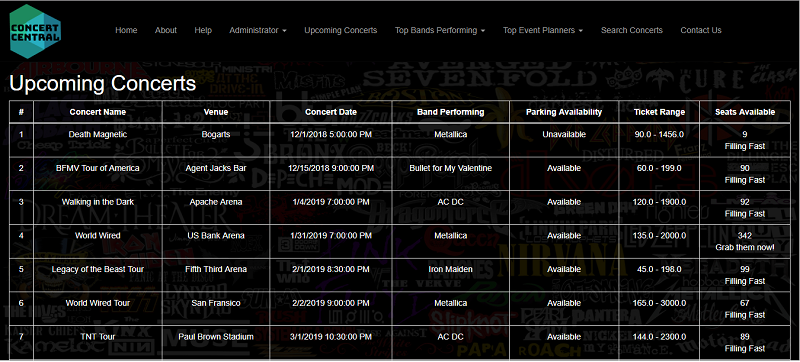 CONCERT
CENTRAL
Home About Help Administrator Upcoming Concerts Top Bands Performing Top Event Planners Search Concerts Contact Us
Upcoming Concerts
# Concert Name Venue Concert Date Band Performing Parking Availability Ticket Range Seats Available
1 Death Magnetic Bogarts 12/1/2018 5:00:00 PM Metallica Unavailable 90.0 - 1456.0 9
Filling Fast
2 BFMV Tour of America Agent Jacks Bar 12/15/2018 9:00:00 PM Bullet for My Valentine Available 60.0 - 199.0 90
Filling Fast
3 Walking in the Dark Apache Arena 1/4/2019 7:00:00 PM AC DC Available 120.0 - 1900.0 92
Filling Fast
4 World Wired US Bank Arena 1/31/2019 7:00:00 PM Metallica Available 135.0 - 2000.0 342
Grab them now!
5 Legacy of the Beast Tour Fifth Third Arena 2/1/2019 8:30:00 PM Iron Maiden Available 45.0 - 198.0 99
Filling Fast
6 World Wired Tour San Fransico 2/2/2019 9:00:00 PM Metallica Available 165.0 - 3000.0 67
Filling Fast
7 TNT Tour Paul Brown Stadium 3/1/2019 10:30:00 PM AC DC Available 144.0 - 2300.0 89
Filling Fast